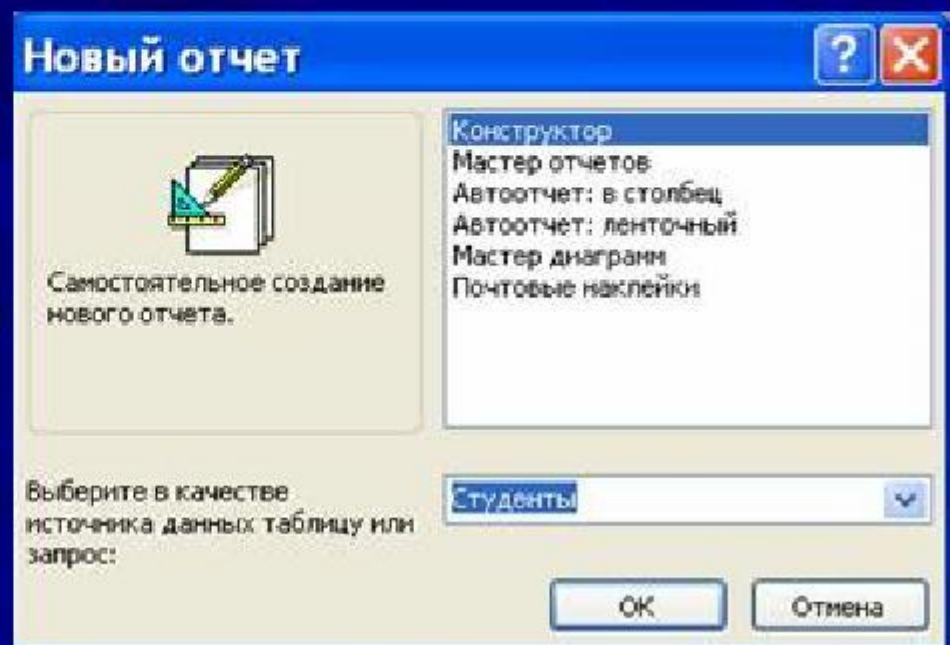 Новый отчет
Конструктор
Мастер отчетов
Автоотчет: в столбец
Автоотчет: ленточный
Мастер диаграмм
Почтовые наклейки
Самостоятельное создание
нового отчета.
Выберите в качестве
источника данных таблицу или
запрос:
Студенты
ОК
Отмена